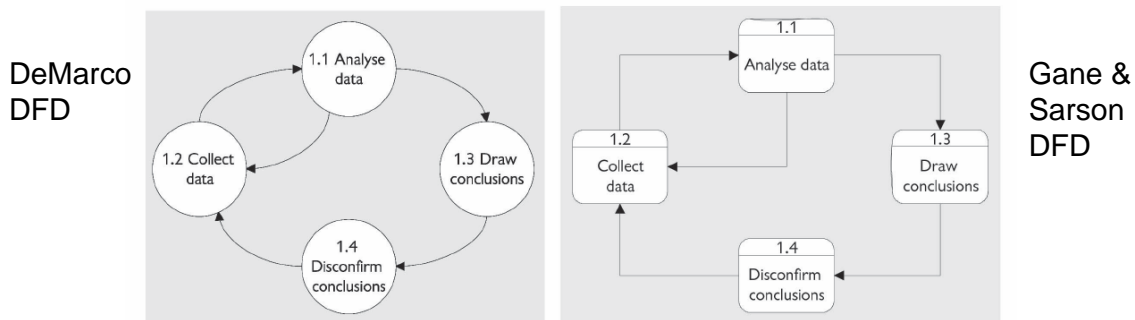 DeMarco
DFD
1.1 Analyse
data
1.2 Collect
data
1.3 Draw
conclusions
1.4
Disconfirm
conclusions
1.1
Analyse data
1.2
Collect
data
1.3
Draw
conclusions
1.4
Disconfirm
conclusions
Gane &
Sarson
DFD